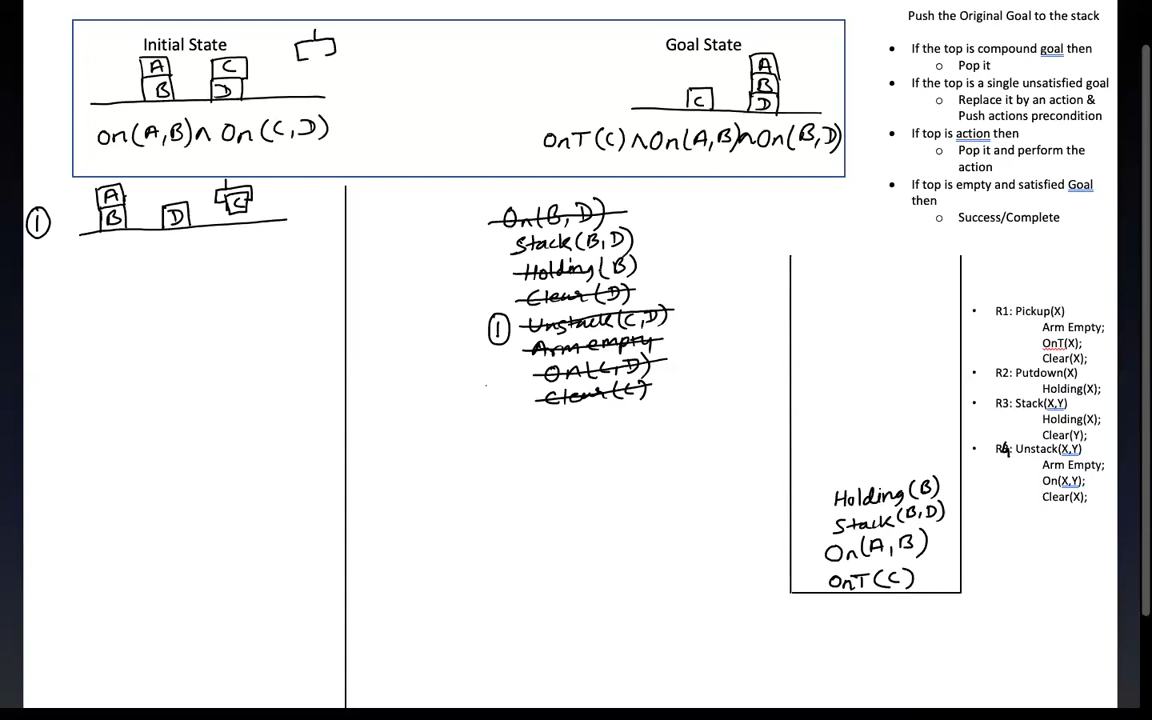 Initial State
A
B
C
D
On(A,B)∧ On(C,D)
Goal State
C
A
B
D
OnT(C)∧On(A,B)∧On(B,D)
Push the Original Goal to the stack
• If the top is compound goal then
o Pop it
• If the top is a single unsatisfied goal
o Replace it by an action &
Push actions precondition
• If top is action then
o Pop it and perform the
action
• If top is empty and satisfied Goal
then
o Success/Complete
①
A
B
D
C
On(B,D)
Stack(B,D)
Holding(B)
Clear(D)
① Unstack(C,D)
Arm empty
On(C,D)
Clear(C)
Holding(B)
Stack(B,D)
On(A,B)
OnT(C)
• R1: Pickup(X)
Arm Empty;
OnT(X);
Clear(X);
• R2: Putdown(X)
Holding(X);
• R3: Stack(X,Y)
Holding(X);
Clear(Y);
• R4: Unstack(X,Y)
Arm Empty;
On(X,Y);
Clear(X);